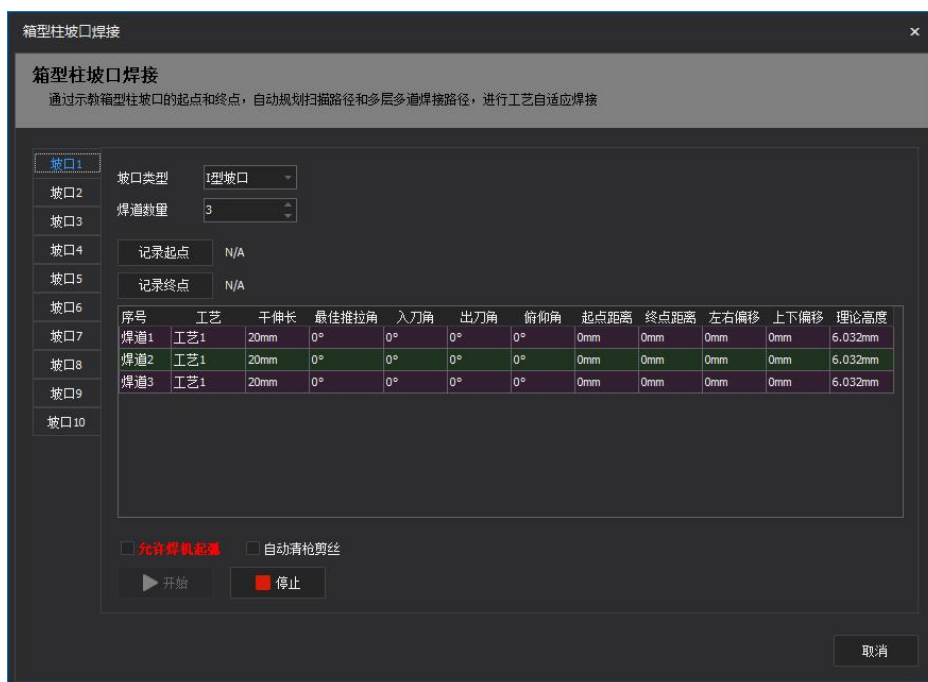 箱型柱坡口焊接
箱型柱坡口焊接
通过示教箱型柱坡口的起点和终点，自动规划扫描路径和多层多道焊接路径，进行工艺自适应焊接
坡口1
坡口2
坡口3
坡口4
坡口5
坡口6
坡口7
坡口8
坡口9
坡口10
坡口类型 I型坡口
焊道数量 3
记录起点 N/A
记录终点 N/A
序号 工艺 干伸长 最佳推拉角 入刀角 出刀角 俯仰角 起点距离 终点距离 左右偏移 上下偏移 理论高度
焊道1 工艺1 20mm 0° 0° 0° 0° 0mm 0mm 0mm 0mm 6.032mm
焊道2 工艺1 20mm 0° 0° 0° 0° 0mm 0mm 0mm 0mm 6.032mm
焊道3 工艺1 20mm 0° 0° 0° 0° 0mm 0mm 0mm 0mm 6.032mm
允许焊机起弧 自动清枪剪丝
开始 停止
取消